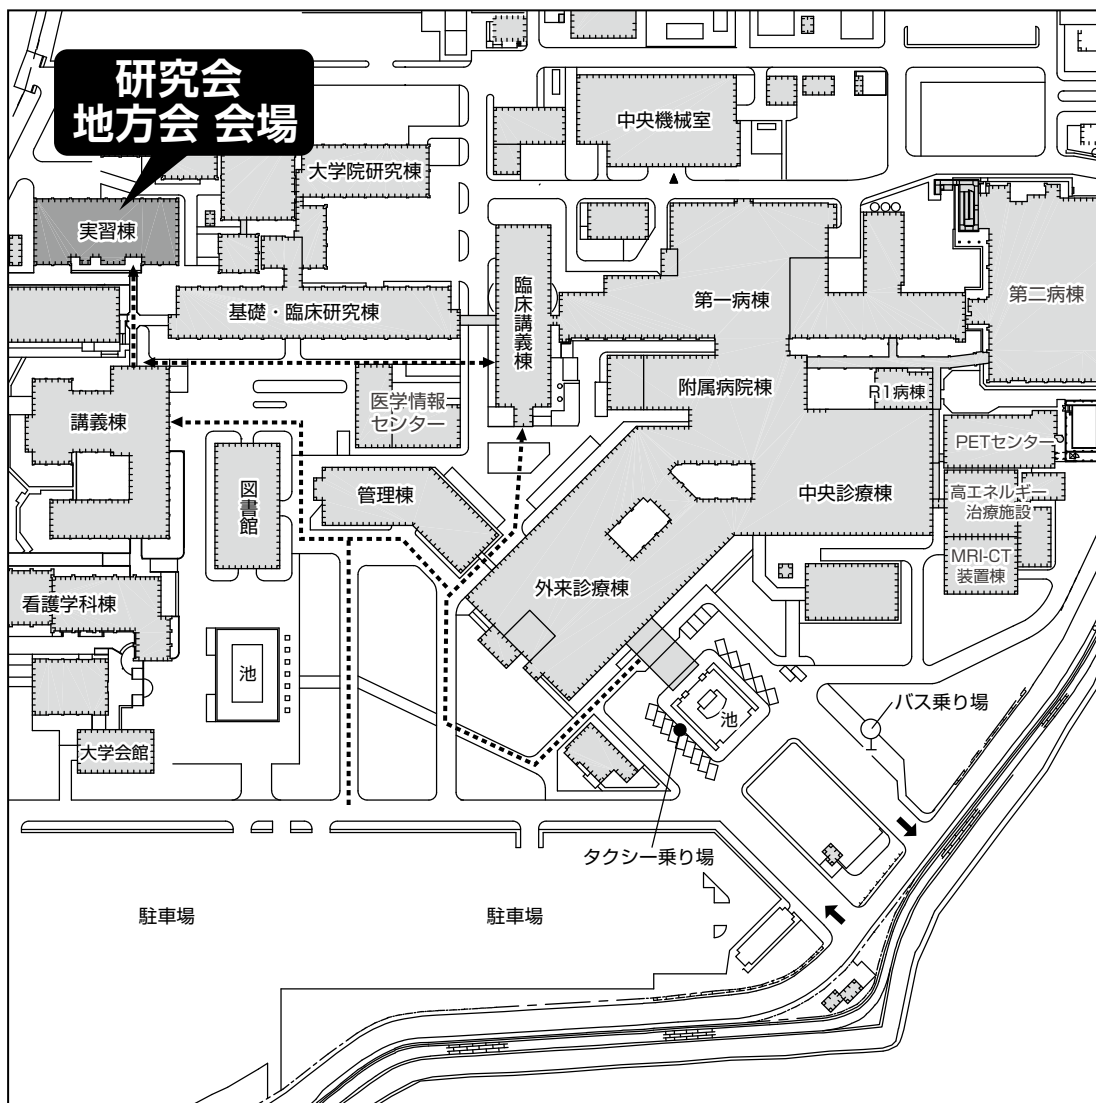 研究会
地方会 会場
中央機械室
大学院研究棟
実習棟
基礎・臨床研究棟
臨床講義棟
第一病棟
第二病棟
附属病院棟
R1病棟
医学情報
センター
講義棟
PETセンター
図書館
管理棟
中央診療棟
高エネルギー
治療施設
MRI-CT
装置棟
外来診療棟
看護学科棟
池
池
バス乗り場
大学会館
タクシー乗り場
駐車場
駐車場